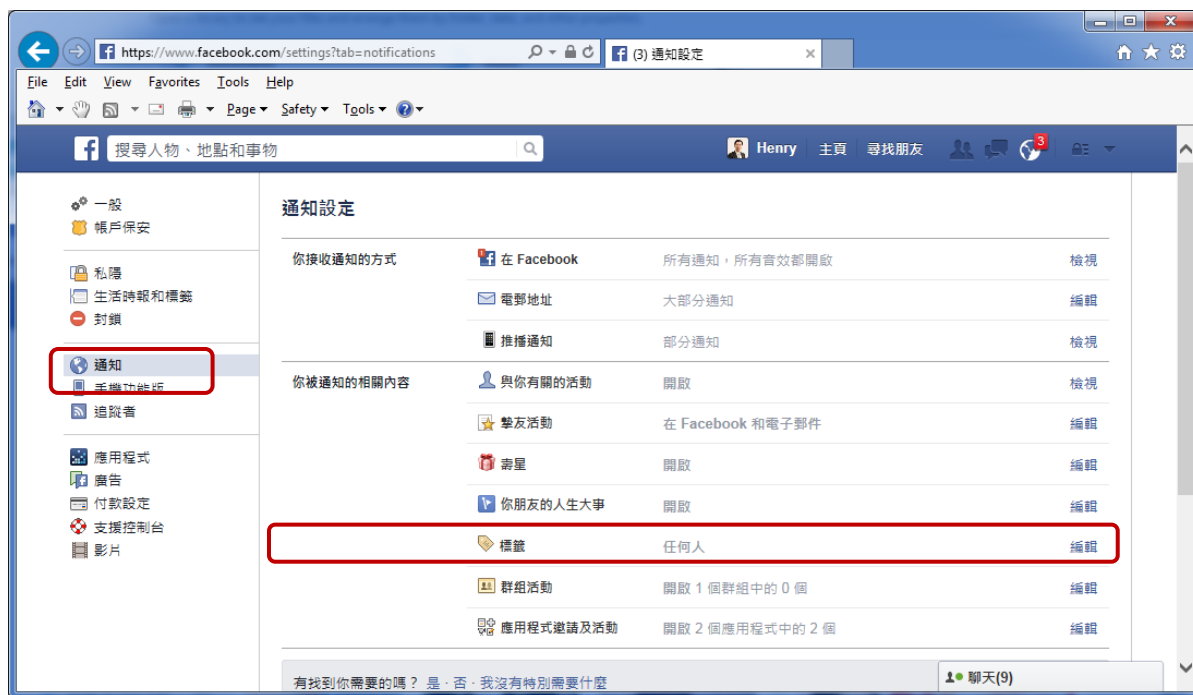 https://www.facebook.com/settings?tab=notifications
(3) 通知設定
File Edit View Favorites Tools Help
Page Safety Tools
搜尋人物、地點和事物
Henry 主頁 尋找朋友 3
一般
帳戶保安
私隱
生活時報和標籤
封鎖
通知
手機功能版
追蹤者
應用程式
廣告
付款設定
支援控制台
影片
通知設定
你接收通知的方式 在 Facebook 所有通知,所有音效都開啟 檢視
電郵地址 大部分通知 編輯
推播通知 部分通知 檢視
你被通知的相關內容 與你有關的活動 開啟 檢視
摯友活動 在 Facebook 和電子郵件 編輯
壽星 開啟 編輯
你朋友的人生大事 開啟 編輯
標籤 任何人 編輯
群組活動 開啟 1 個群組中的 0 個 編輯
應用程式邀請及活動 開啟 2 個應用程式中的 2 個 編輯
有找到你需要的嗎? 是 · 否 · 我沒有特別需要什麼
聊天(9)